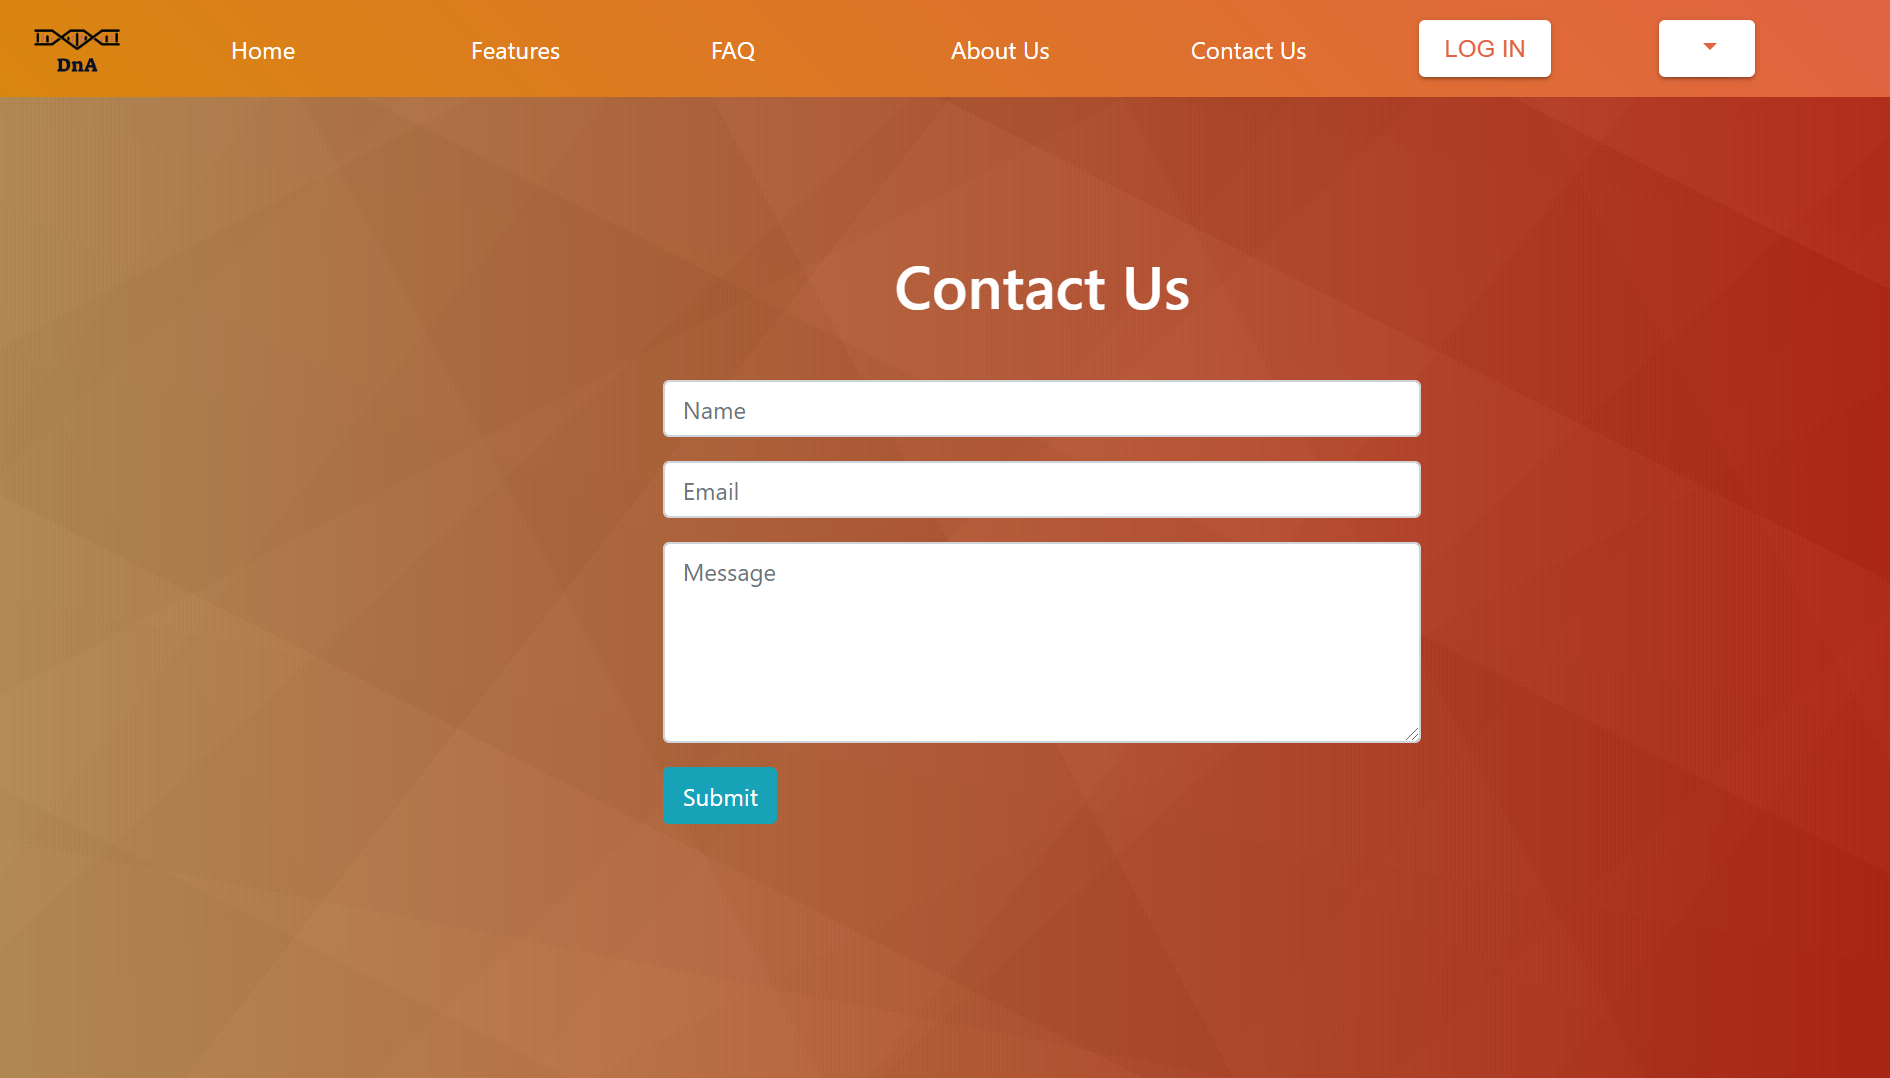 DnA
Home
Features
FAQ
About Us
Contact Us
LOG IN
Contact Us
Name
Email
Message
Submit